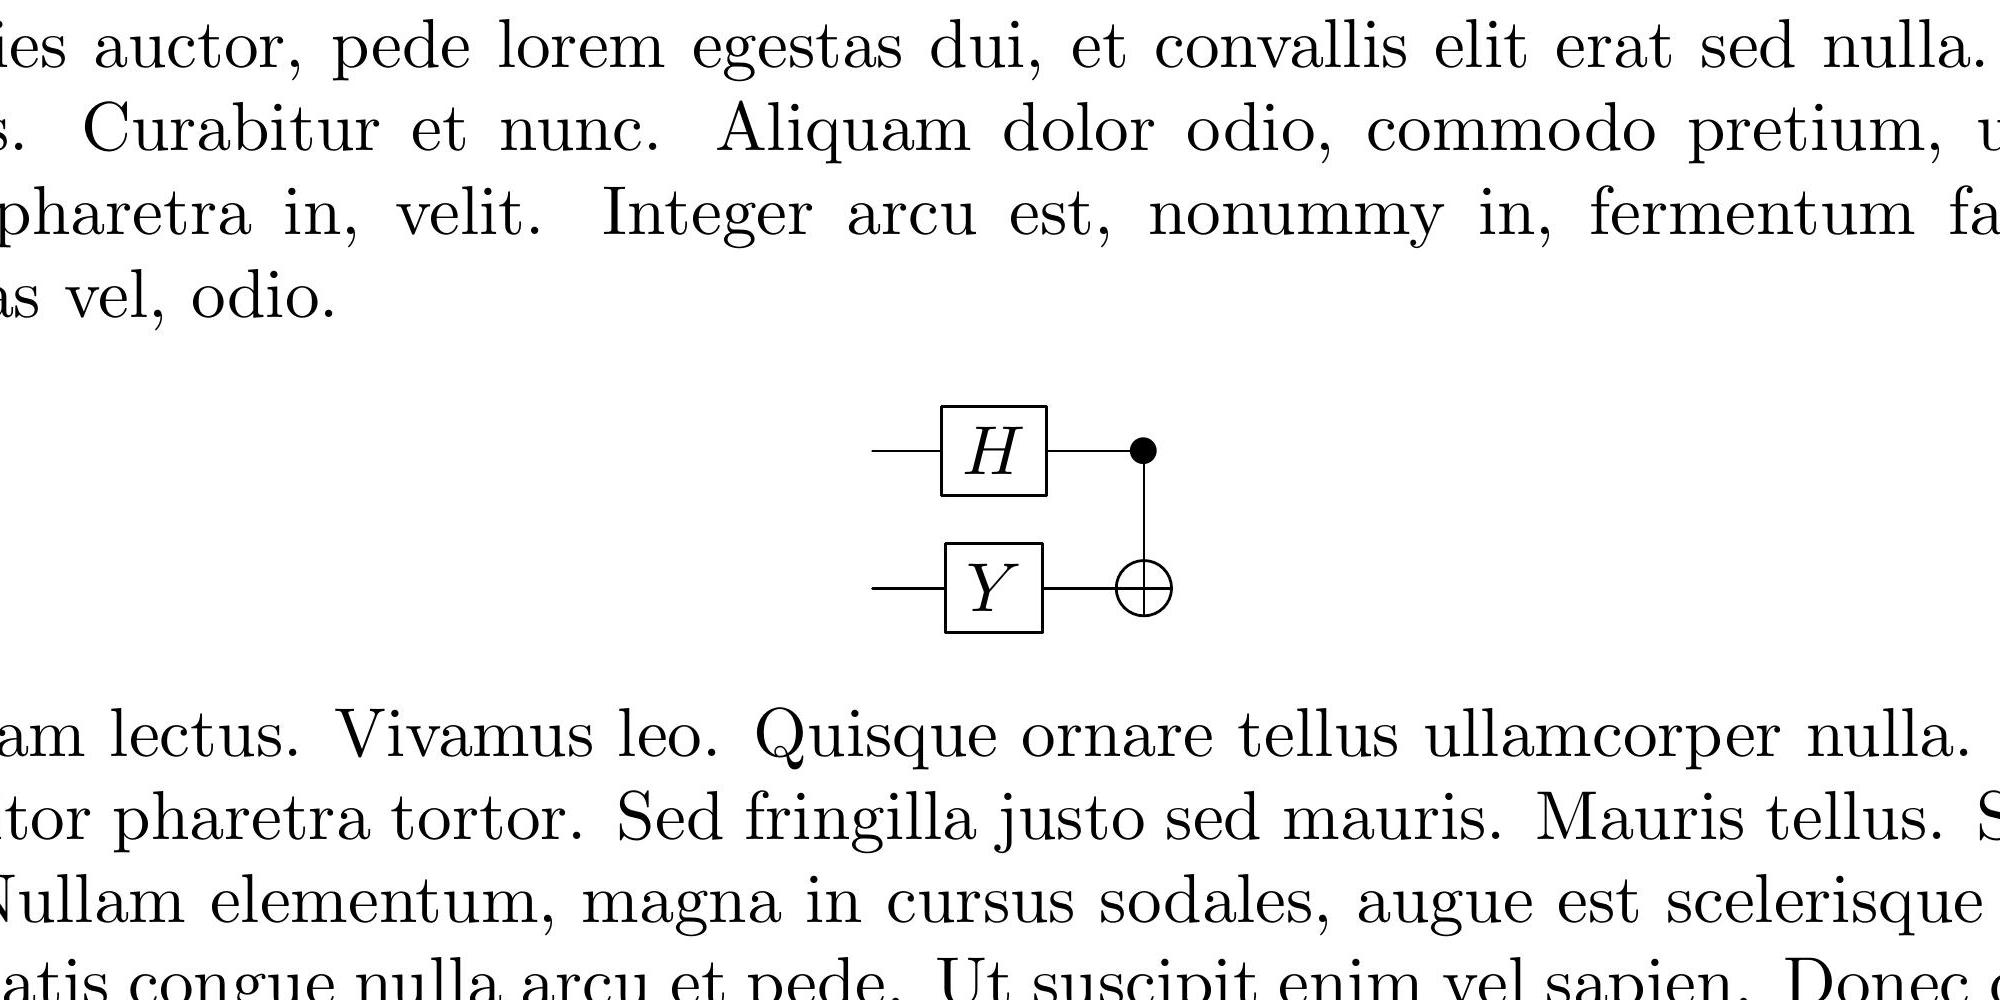 ies auctor, pede lorem egestas dui, et convallis elit erat sed nulla.
s. Curabitur et nunc. Aliquam dolor odio, commodo pretium, u
pharetra in, velit. Integer arcu est, nonummy in, fermentum fa
as vel, odio.
H
Y
am lectus. Vivamus leo. Quisque ornare tellus ullamcorper nulla.
tor pharetra tortor. Sed fringilla justo sed mauris. Mauris tellus. S
Nullam elementum, magna in cursus sodales, augue est scelerisque
atis congue nulla arcu et pede. Ut suscipit enim vel sapien. Donec c